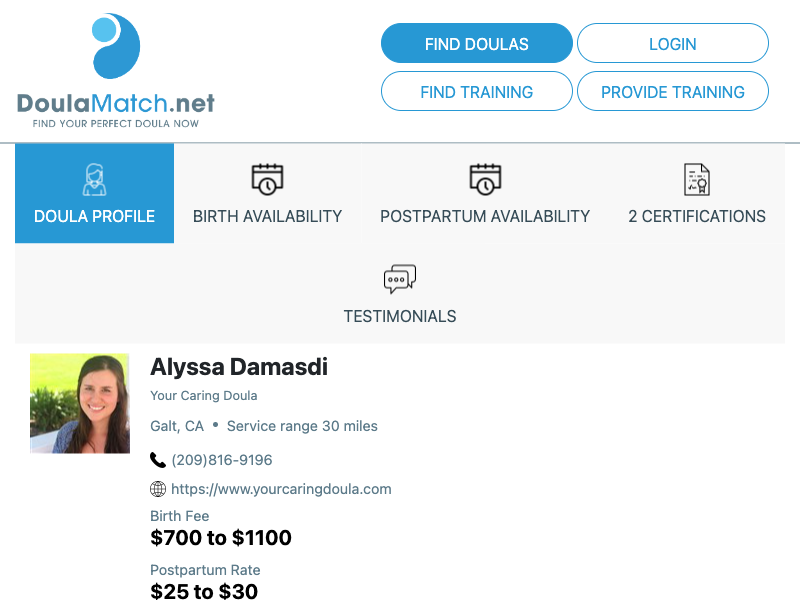 DoulaMatch.net
FIND YOUR PERFECT DOULA NOW
FIND DOULAS
LOGIN
FIND TRAINING
PROVIDE TRAINING
DOULA PROFILE
BIRTH AVAILABILITY
POSTPARTUM AVAILABILITY
2 CERTIFICATIONS
TESTIMONIALS
Alyssa Damasdi
Your Caring Doula
Galt, CA • Service range 30 miles
(209)816-9196
https://www.yourcaringdoula.com
Birth Fee
$700 to $1100
Postpartum Rate
$25 to $30